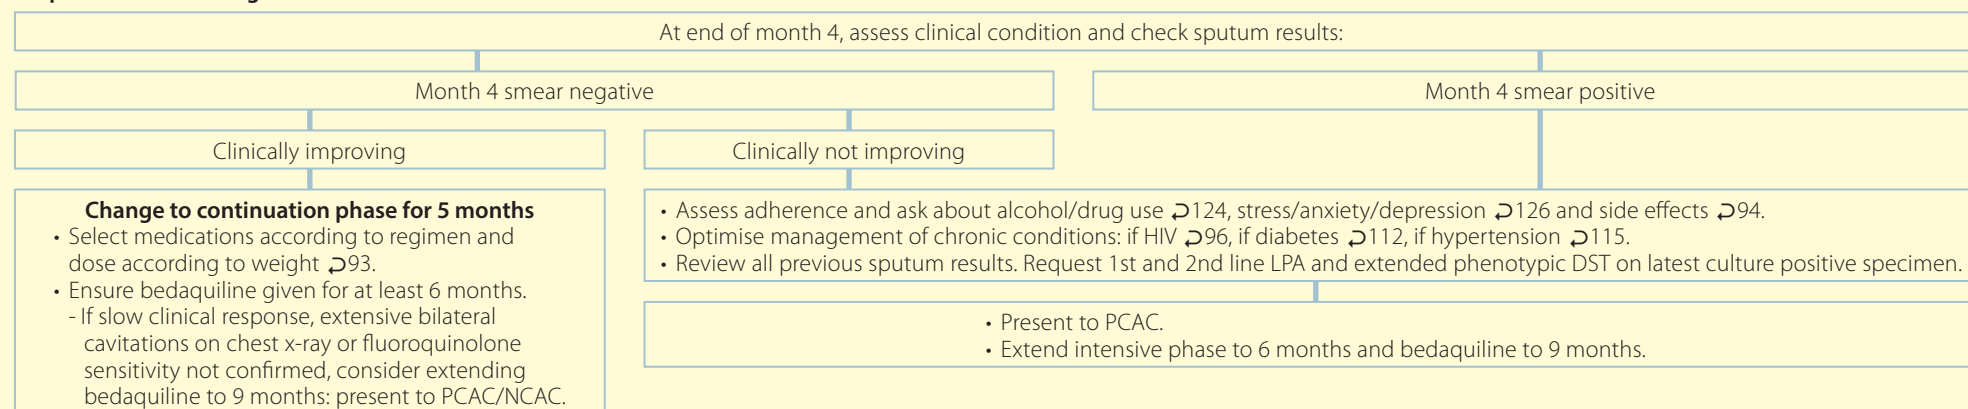 At end of month 4, assess clinical condition and check sputum results:
Month 4 smear negative
Month 4 smear positive
Clinically improving
Clinically not improving
Change to continuation phase for 5 months
• Select medications according to regimen and
dose according to weight ⮌93.
• Ensure bedaquiline given for at least 6 months.
- If slow clinical response, extensive bilateral
cavitations on chest x-ray or fluoroquinolone
sensitivity not confirmed, consider extending
bedaquiline to 9 months: present to PCAC/NCAC.
• Assess adherence and ask about alcohol/drug use ⮌124, stress/anxiety/depression ⮌126 and side effects ⮌94.
• Optimise management of chronic conditions: if HIV ⮌96, if diabetes ⮌112, if hypertension ⮌115.
• Review all previous sputum results. Request 1st and 2nd line LPA and extended phenotypic DST on latest culture positive specimen.
• Present to PCAC.
• Extend intensive phase to 6 months and bedaquiline to 9 months.